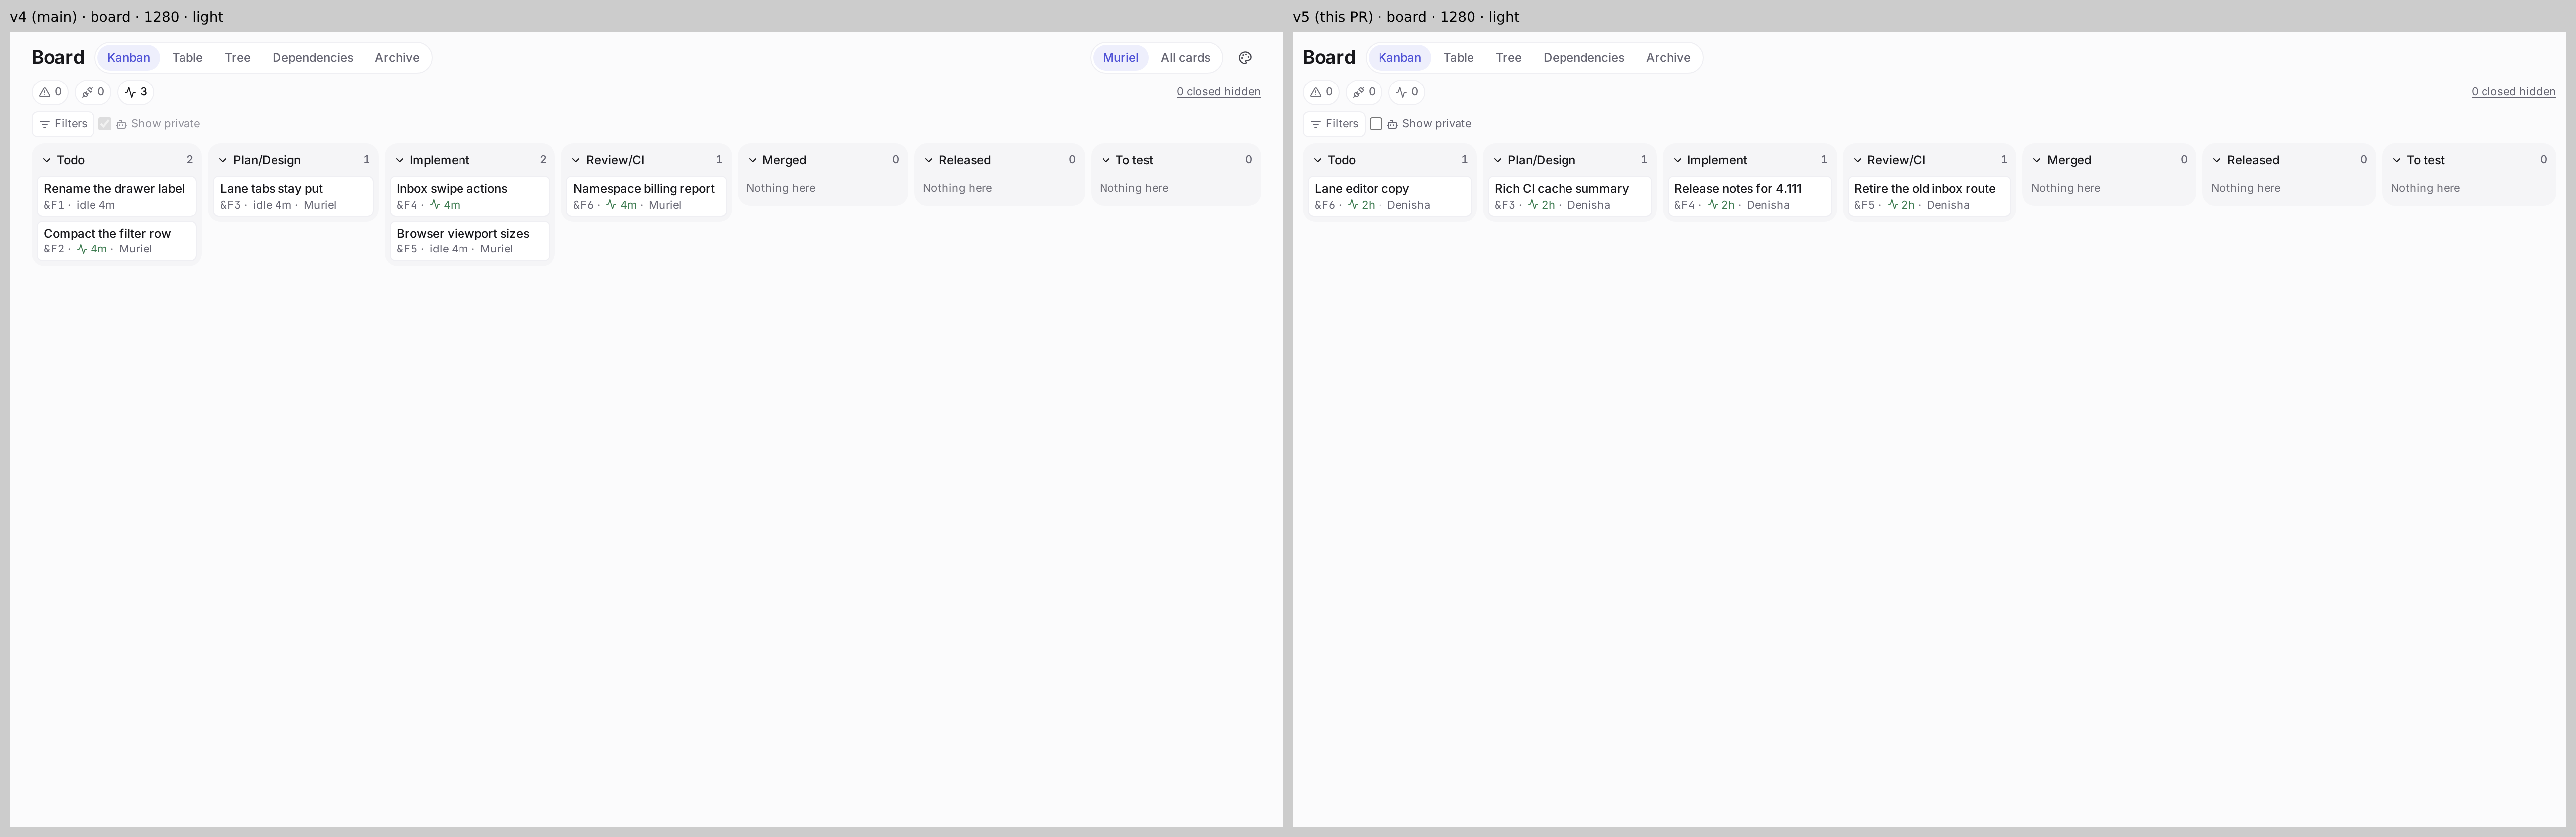 v4 (main) · board · 1280 · light
Board Kanban Table Tree Dependencies Archive Muriel All cards
0 0 3 0 closed hidden
Filters Show private
Todo 2 Plan/Design 1 Implement 2 Review/CI 1 Merged 0 Released 0 To test 0
Rename the drawer label Lane tabs stay put Inbox swipe actions Namespace billing report Nothing here Nothing here Nothing here
&F1 · idle 4m &F3 · idle 4m · Muriel &F4 · 4m &F6 · 4m · Muriel
Compact the filter row Browser viewport sizes
&F2 · 4m · Muriel &F5 · idle 4m · Muriel
v5 (this PR) · board · 1280 · light
Board Kanban Table Tree Dependencies Archive
0 0 0 0 closed hidden
Filters Show private
Todo 1 Plan/Design 1 Implement 1 Review/CI 1 Merged 0 Released 0 To test 0
Lane editor copy Rich CI cache summary Release notes for 4.111 Retire the old inbox route Nothing here Nothing here Nothing here
&F6 · 2h · Denisha &F3 · 2h · Denisha &F4 · 2h · Denisha &F5 · 2h · Denisha